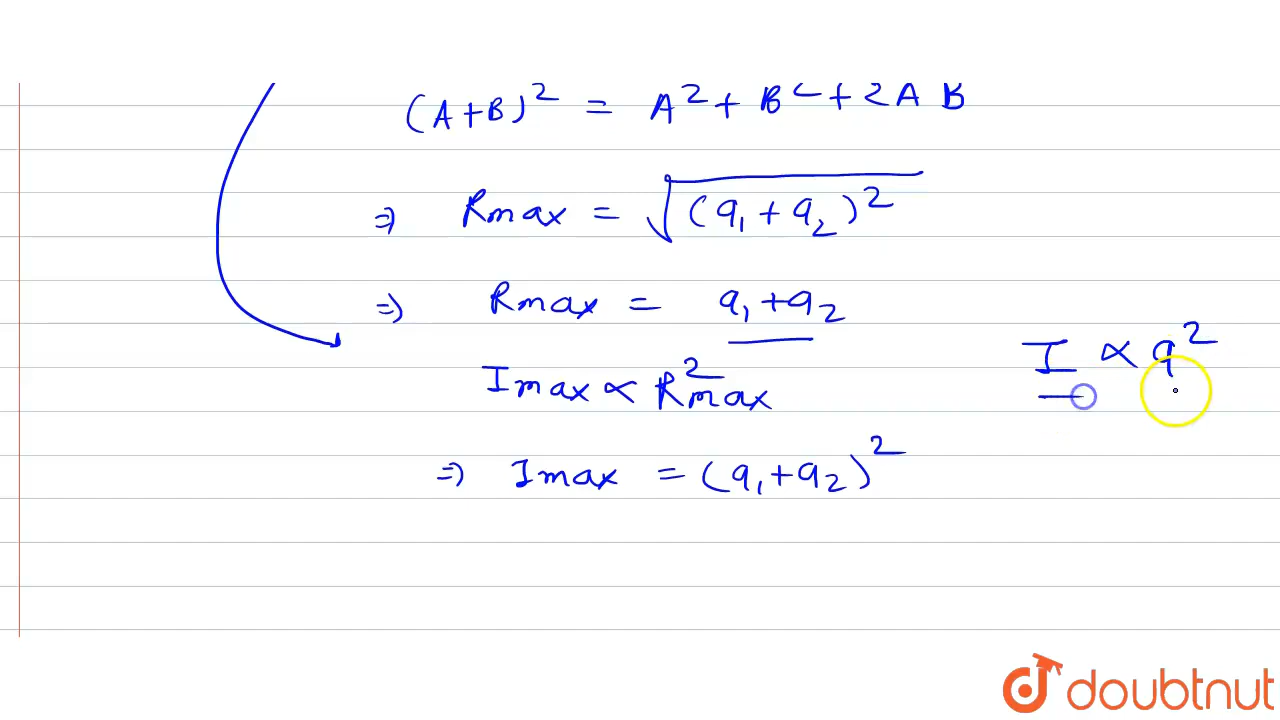 (A+B)² = A² + B² + 2AB
⇒ Rmax = √(a₁+a₂)²
⇒ Rmax = a₁+a₂
I ∝ a²
Imax ∝ R²max
⇒ Imax = (a₁+a₂)²
doubtnut